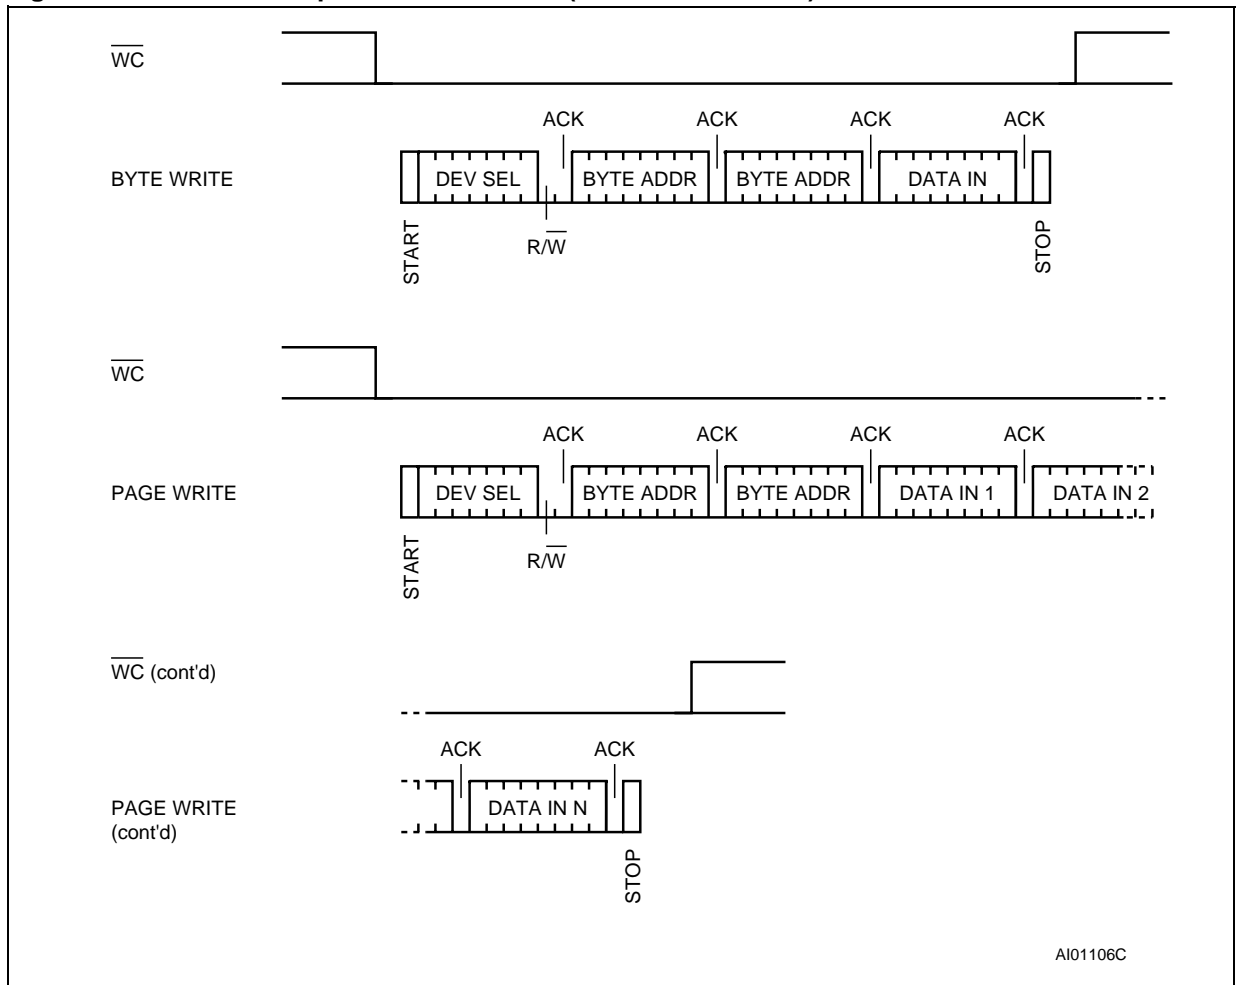 WC
ACK ACK ACK ACK
BYTE WRITE DEV SEL BYTE ADDR BYTE ADDR DATA IN
R/W
START
STOP
WC
ACK ACK ACK ACK
PAGE WRITE DEV SEL BYTE ADDR BYTE ADDR DATA IN 1 DATA IN 2
R/W
START
WC (cont'd)
ACK ACK
PAGE WRITE DATA IN N
(cont'd)
STOP
AI01106C